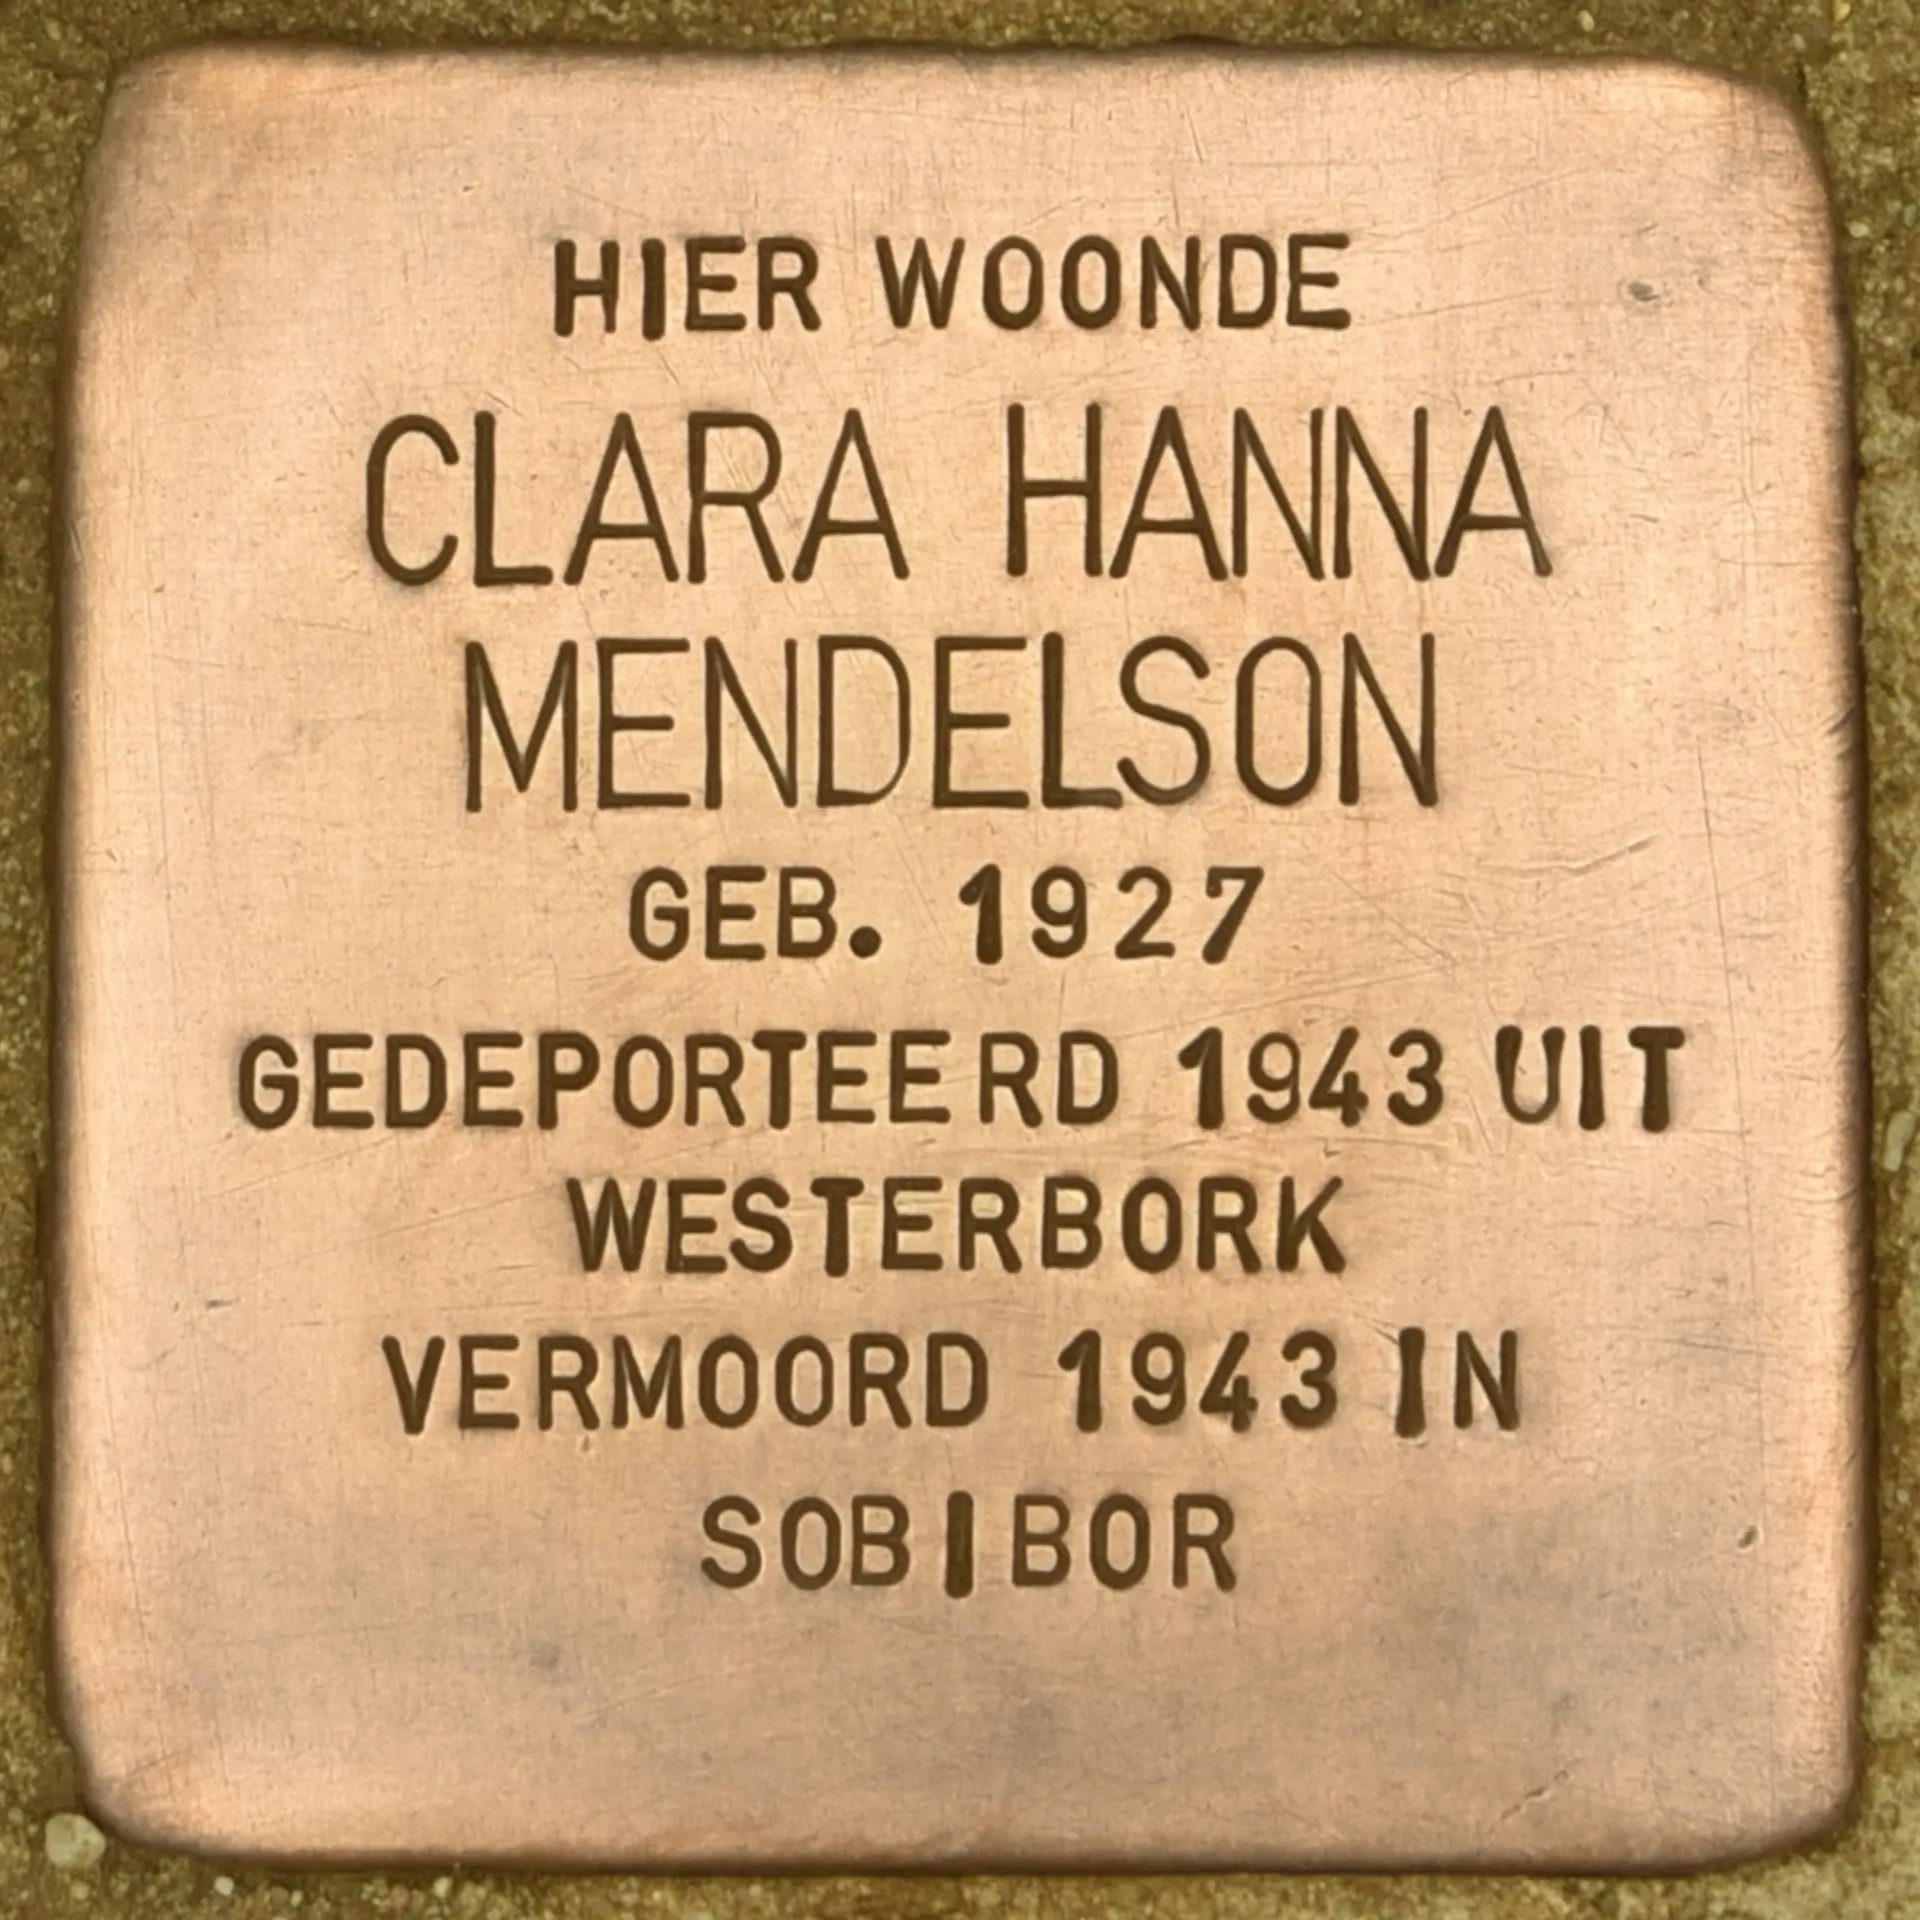 HIER WOONDE
CLARA HANNA
MENDELSON
GEB. 1927
GEDEPORTEERD 1943 UIT
WESTERBORK
VERMOORD 1943 IN
SOBIBOR